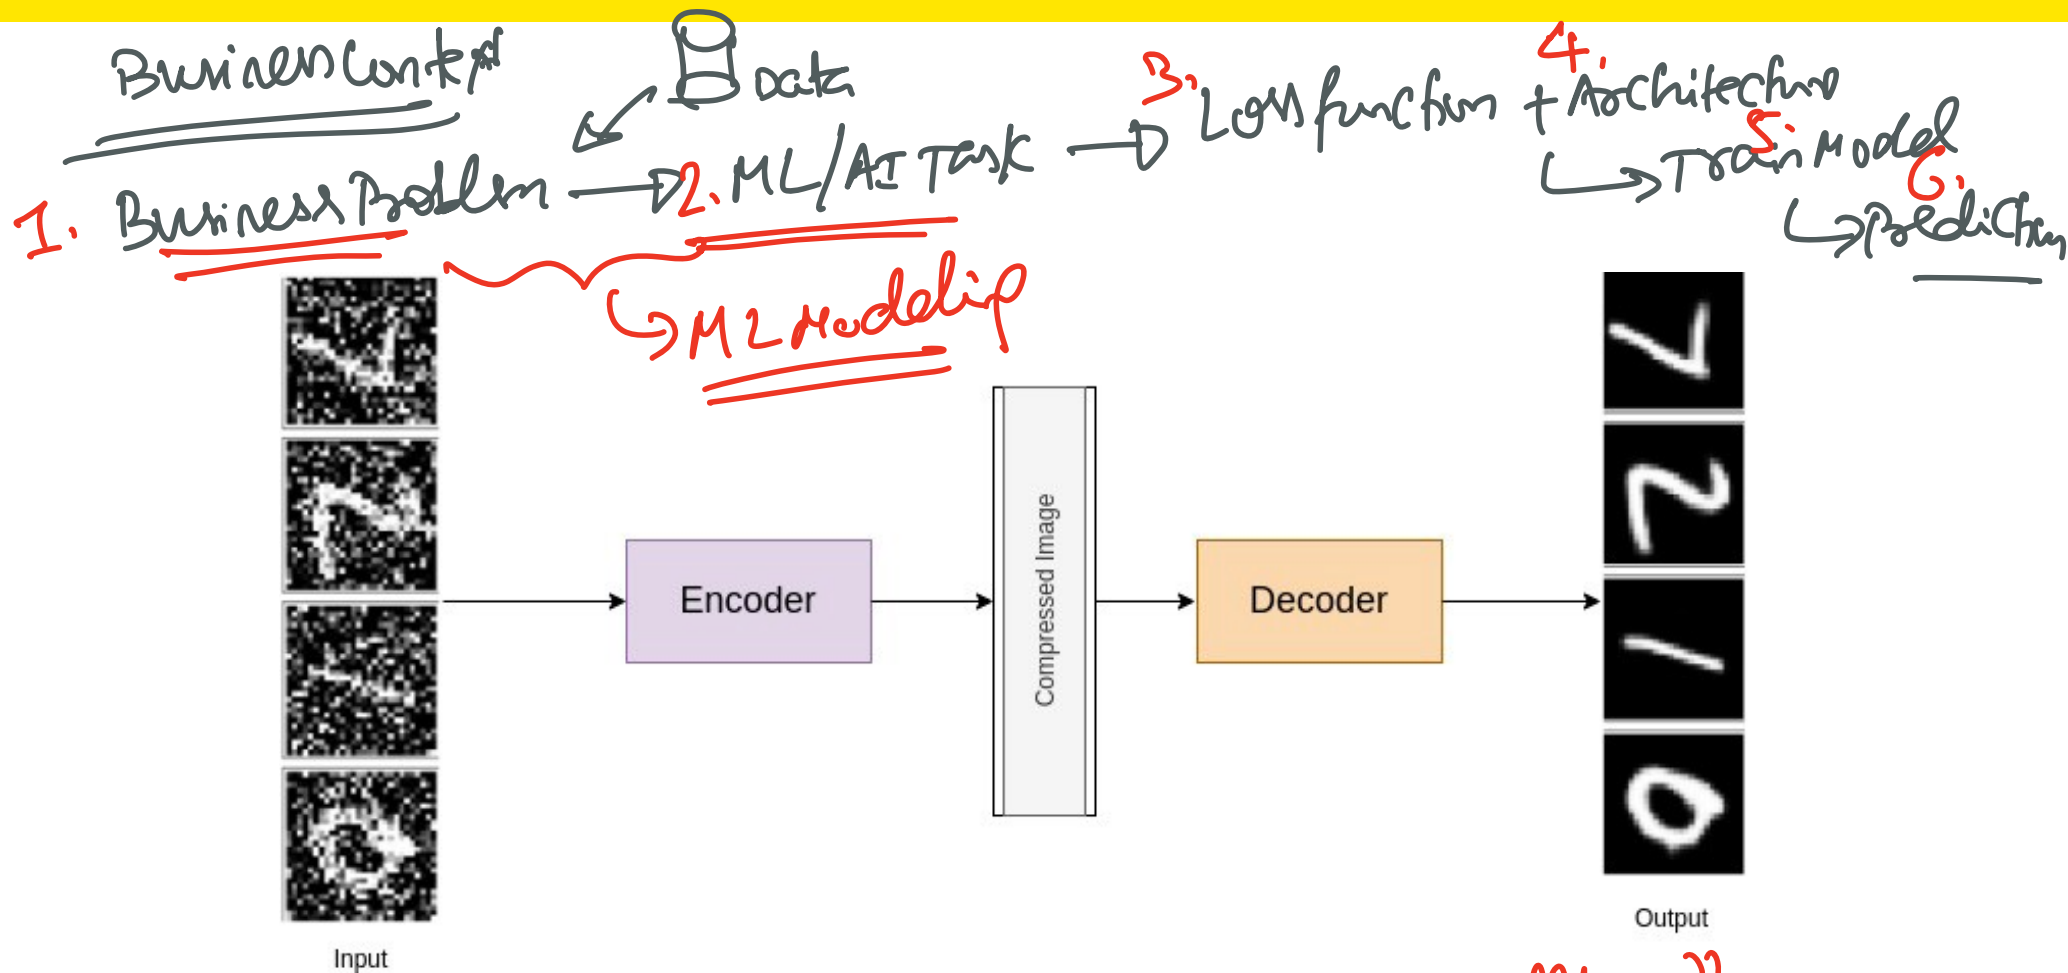 Business Context
Data
1. Business Problem
2. ML/AI Task
3. Loss function +
4. Architecture
5. Train Model
6. Prediction
ML Modeling
Encoder
Compressed Image
Decoder
Input
Output